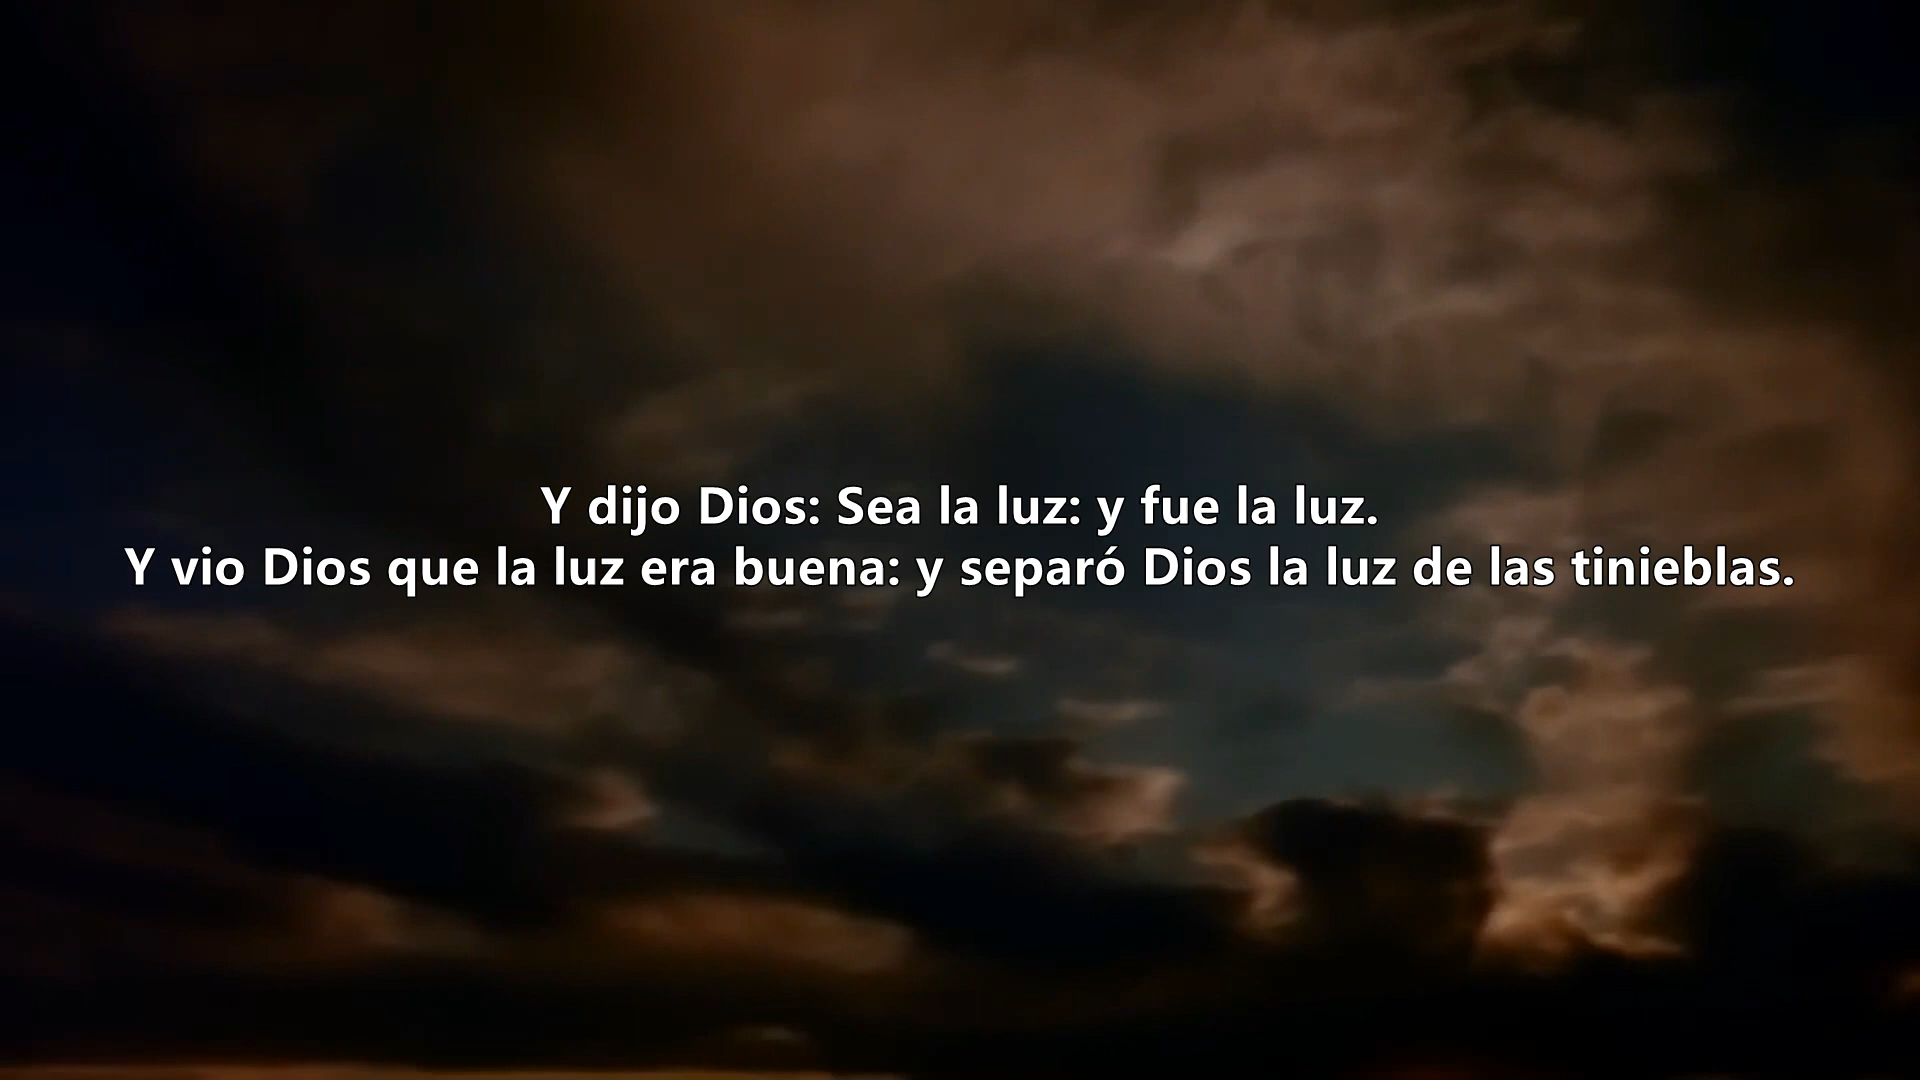 Y dijo Dios: Sea la luz: y fue la luz.
Y vio Dios que la luz era buena: y separó Dios la luz de las tinieblas.